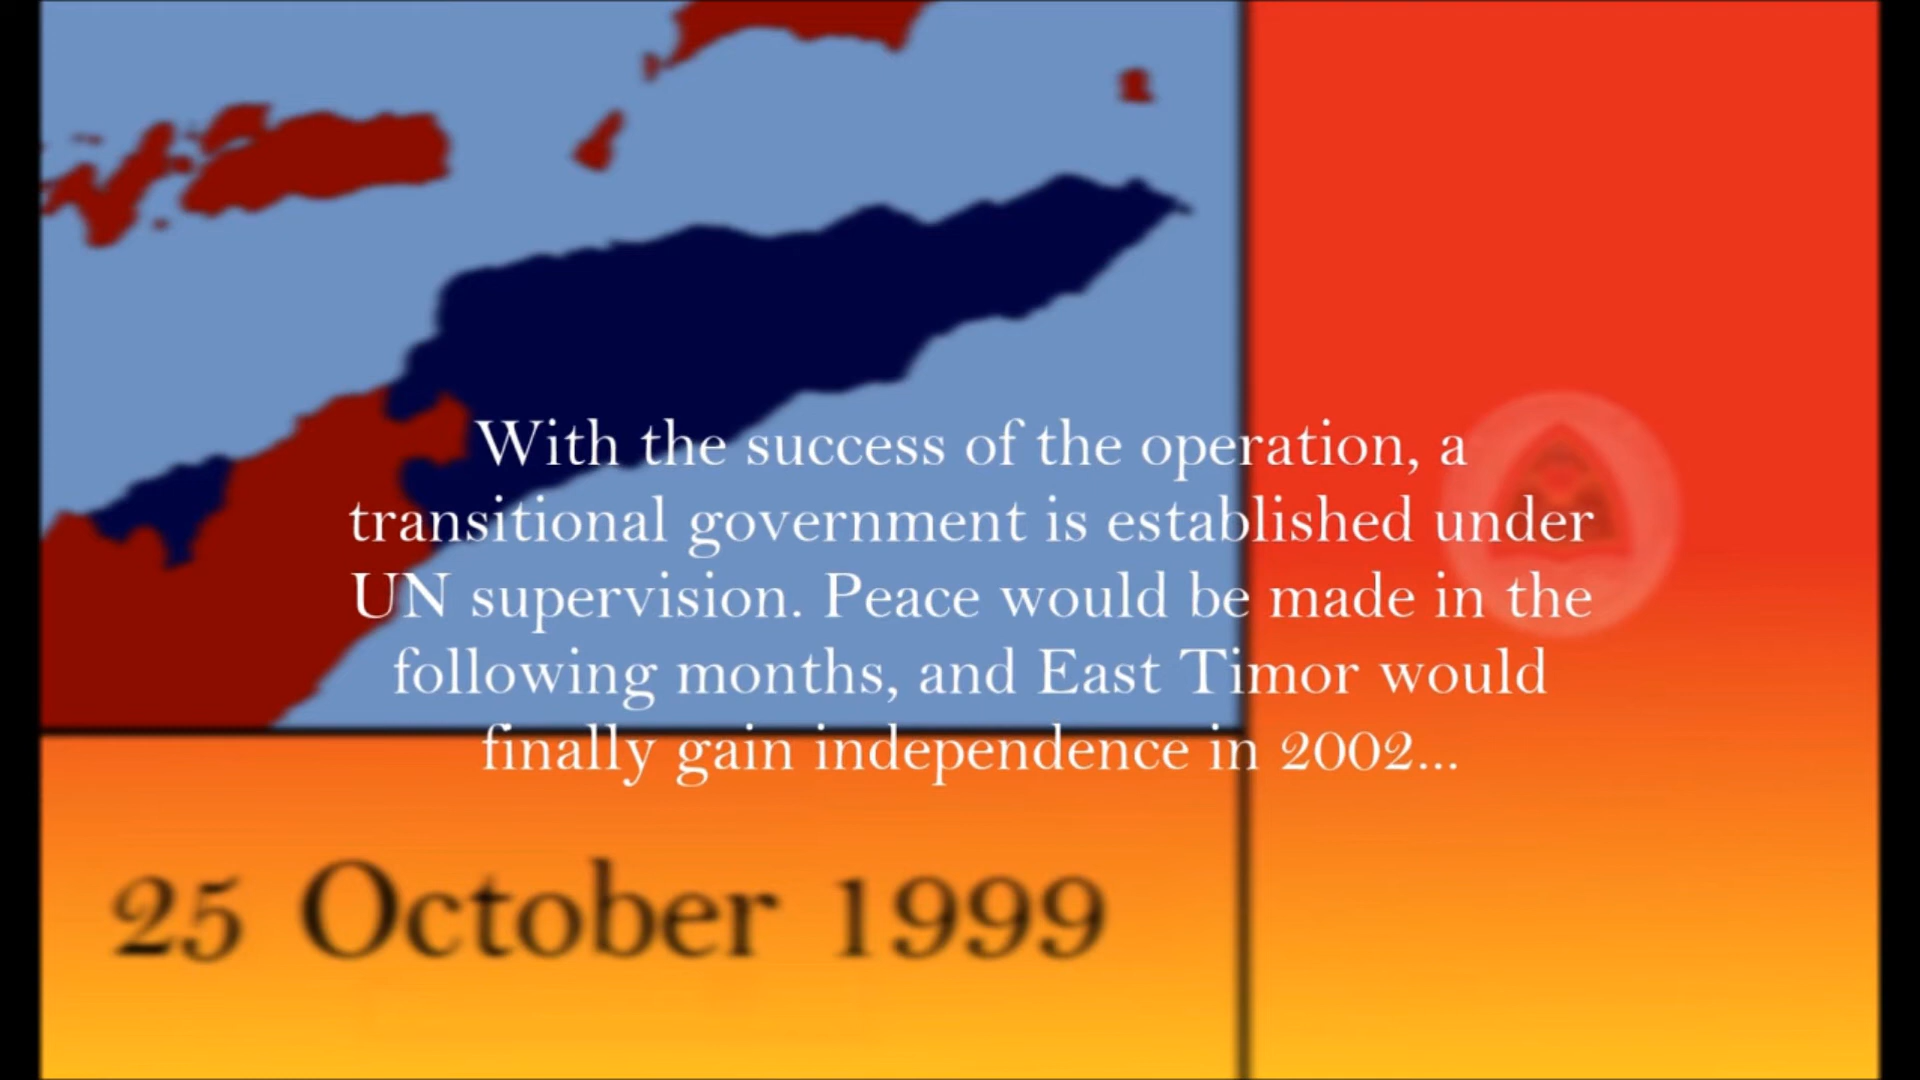 With the success of the operation, a
transitional government is established under
UN supervision. Peace would be made in the
following months, and East Timor would
finally gain independence in 2002...
25 October 1999